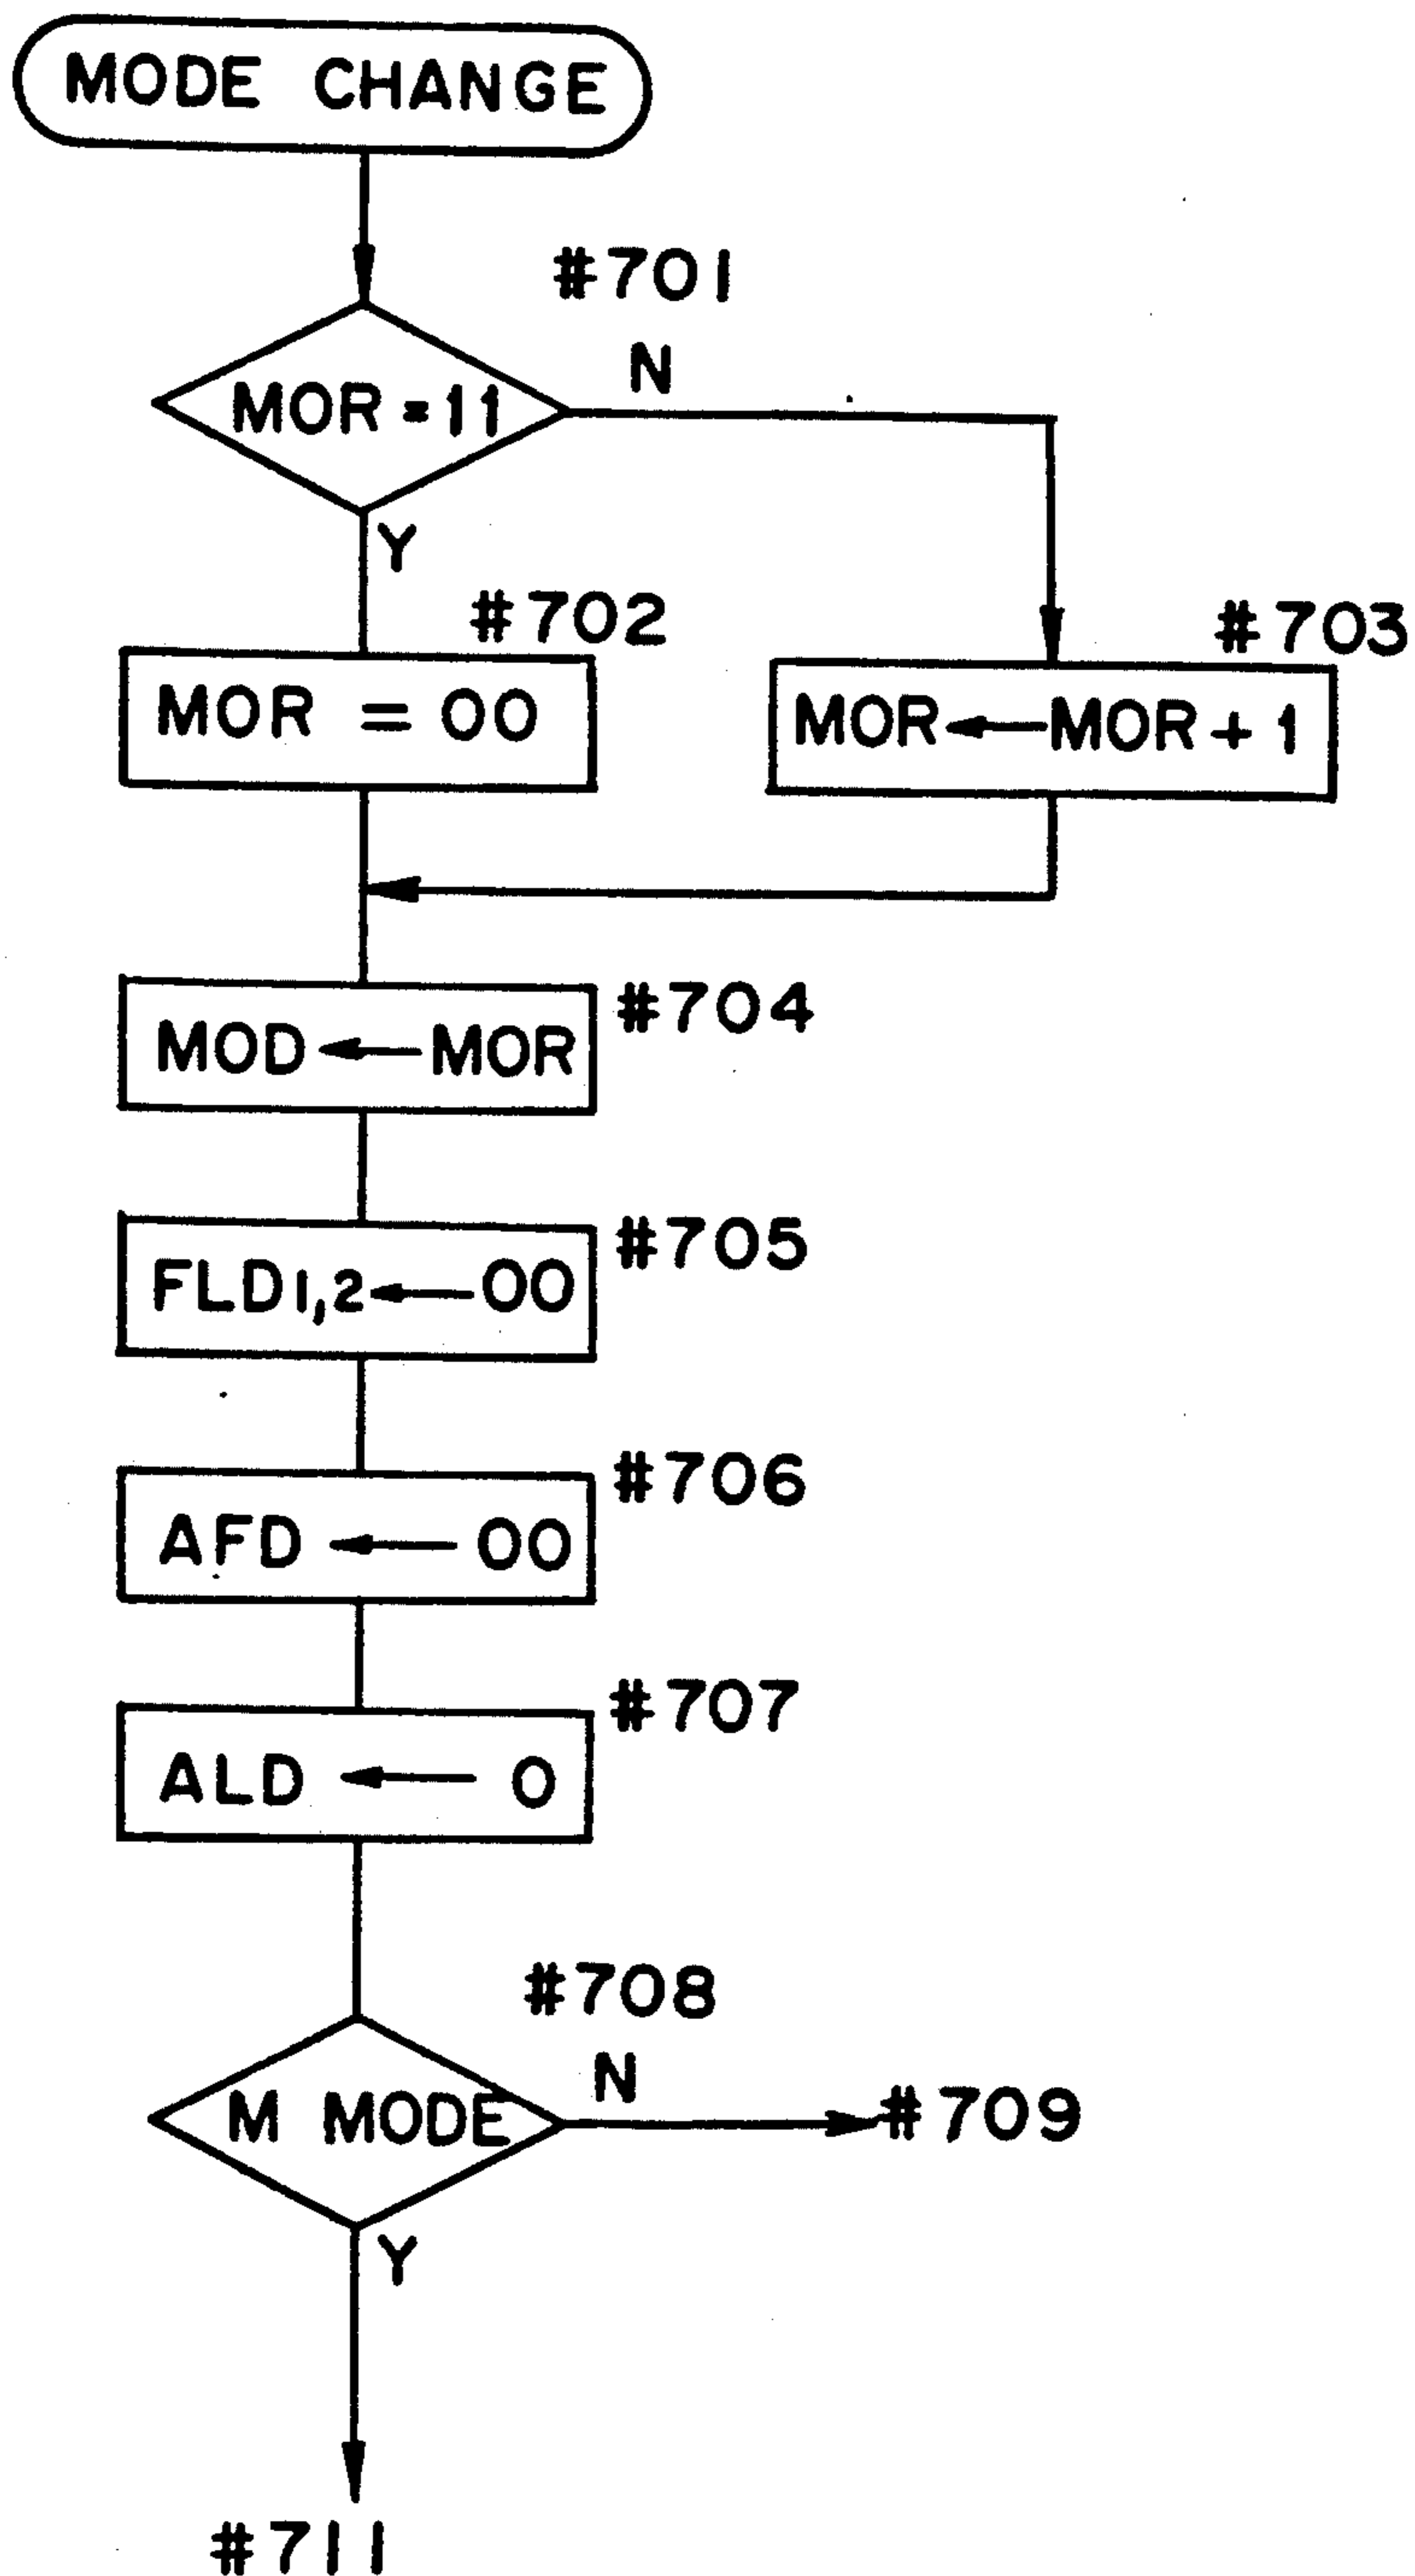 MODE CHANGE
#701
N
MOR = 11
Y
#702
#703
MOR = 00
MOR ← MOR + 1
#704
MOD ← MOR
#705
FLD1,2 ← 00
#706
AFD ← 00
#707
ALD ← 0
#708
N
M MODE
#709
Y
#711